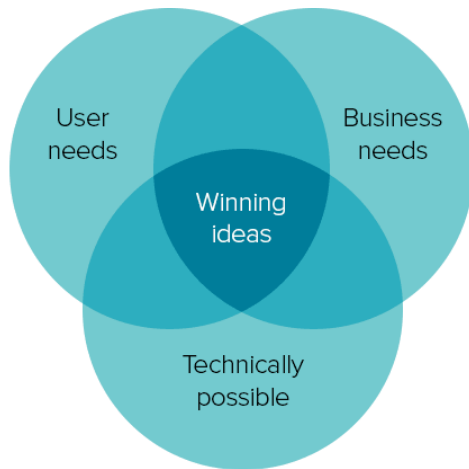 User
needs
Business
needs
Winning
ideas
Technically
possible